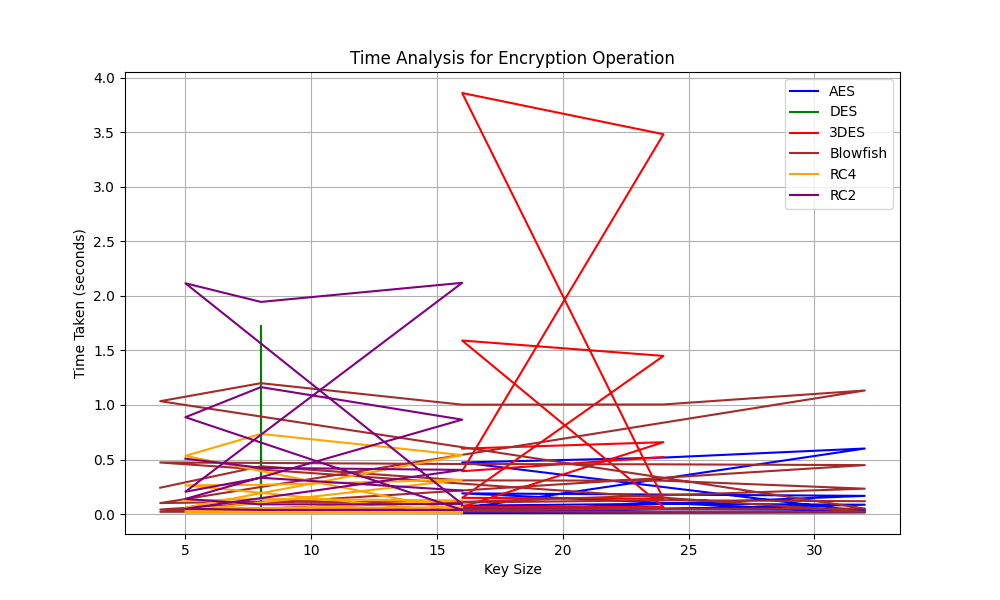 Time Analysis for Encryption Operation
4.0
3.5
3.0
2.5
2.0
1.5
1.0
0.5
0.0
Time Taken (seconds)
AES
DES
3DES
Blowfish
RC4
RC2
5
10
15
20
25
30
Key Size